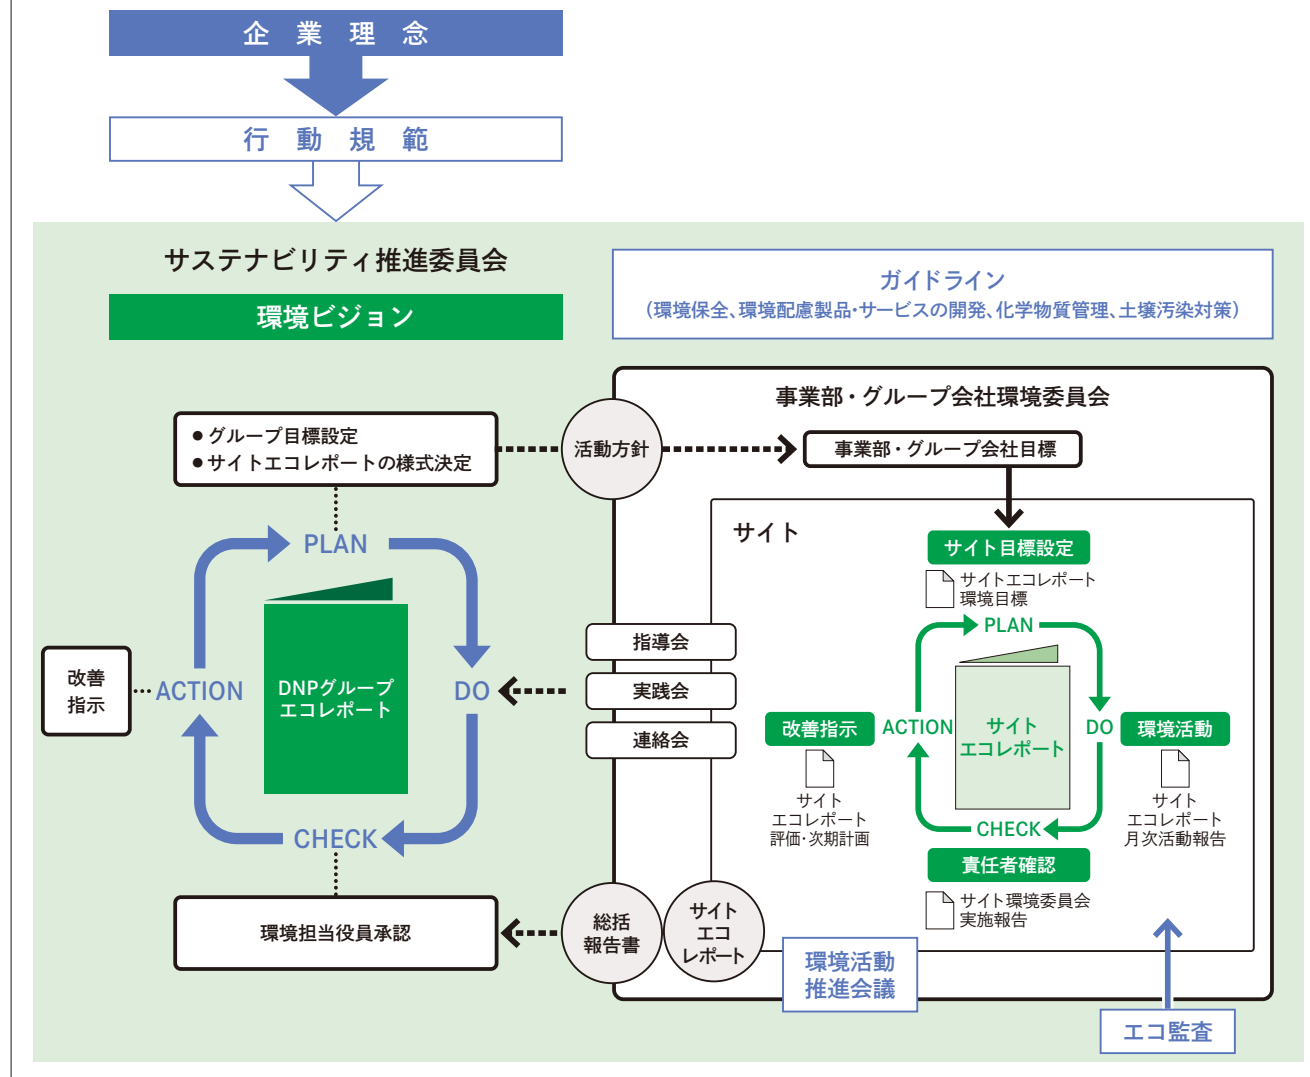 企業理念
行動規範
サステナビリティ推進委員会
環境ビジョン
ガイドライン
（環境保全、環境配慮製品・サービスの開発、化学物質管理、土壌汚染対策）
● グループ目標設定
● サイトエコレポートの様式決定
活動方針
事業部・グループ会社環境委員会
事業部・グループ会社目標
PLAN
DO
CHECK
ACTION
改善
指示
DNPグループ
エコレポート
環境担当役員承認
指導会
実践会
連絡会
総括
報告書
サイト
エコ
レポート
サイト
サイト目標設定
サイトエコレポート
環境目標
PLAN
DO
環境活動
サイト
エコレポート
月次活動報告
CHECK
責任者確認
サイト環境委員会
実施報告
ACTION
改善指示
サイト
エコレポート
評価・次期計画
サイト
エコレポート
環境活動
推進会議
エコ監査